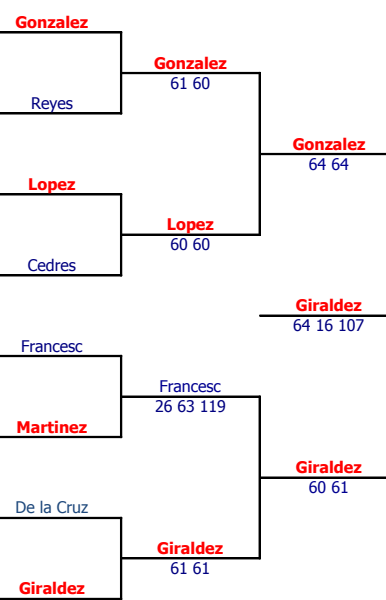 Gonzalez
Gonzalez
61 60
Reyes
Gonzalez
64 64
Lopez
Lopez
60 60
Cedres
Giraldez
64 16 107
Francesc
Francesc
26 63 119
Martinez
Giraldez
60 61
De la Cruz
Giraldez
61 61
Giraldez